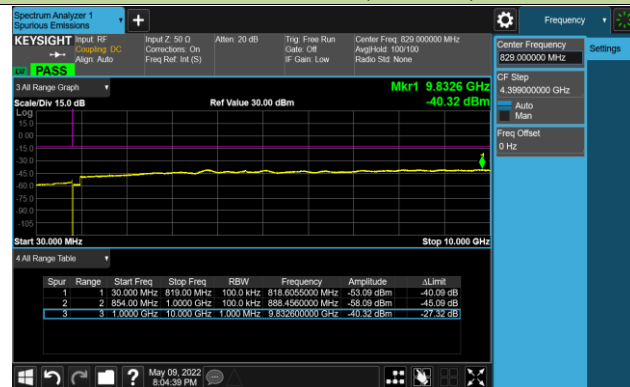 Spectrum Analyzer 1
Spurious Emissions
Frequency
KEYSIGHT
Input: RF
Coupling: DC
Align: Auto
Input Z: 50 Ω
Corrections: On
Freq Ref: Int (S)
Atten: 20 dB
Trig: Free Run
Gate: Off
IF Gain: Low
Center Freq: 829.000000 MHz
Avg|Hold: 100/100
Radio Std: None
PASS
3 All Range Graph
Mkr1 9.8326 GHz
Scale/Div 15.0 dB
Ref Value 30.00 dBm
-40.32 dBm
Log
15.0
0.00
-15.0
-30.0
-45.0
-60.0
-75.0
-90.0
-105
Start 30.000 MHz
Stop 10.000 GHz
4 All Range Table
Spur Range Start Freq Stop Freq RBW Frequency Amplitude ΔLimit
1 1 30.000 MHz 819.00 MHz 100.0 kHz 818.6055000 MHz -53.09 dBm -40.09 dB
2 2 854.00 MHz 1.0000 GHz 100.0 kHz 888.4560000 MHz -58.09 dBm -45.09 dB
3 3 1.0000 GHz 10.000 GHz 1.000 MHz 9.832600000 GHz -40.32 dBm -27.32 dB
May 09, 2022
8:04:39 PM
Center Frequency
829.000000 MHz
Settings
CF Step
4.399000000 GHz
Auto
Man
Freq Offset
0 Hz